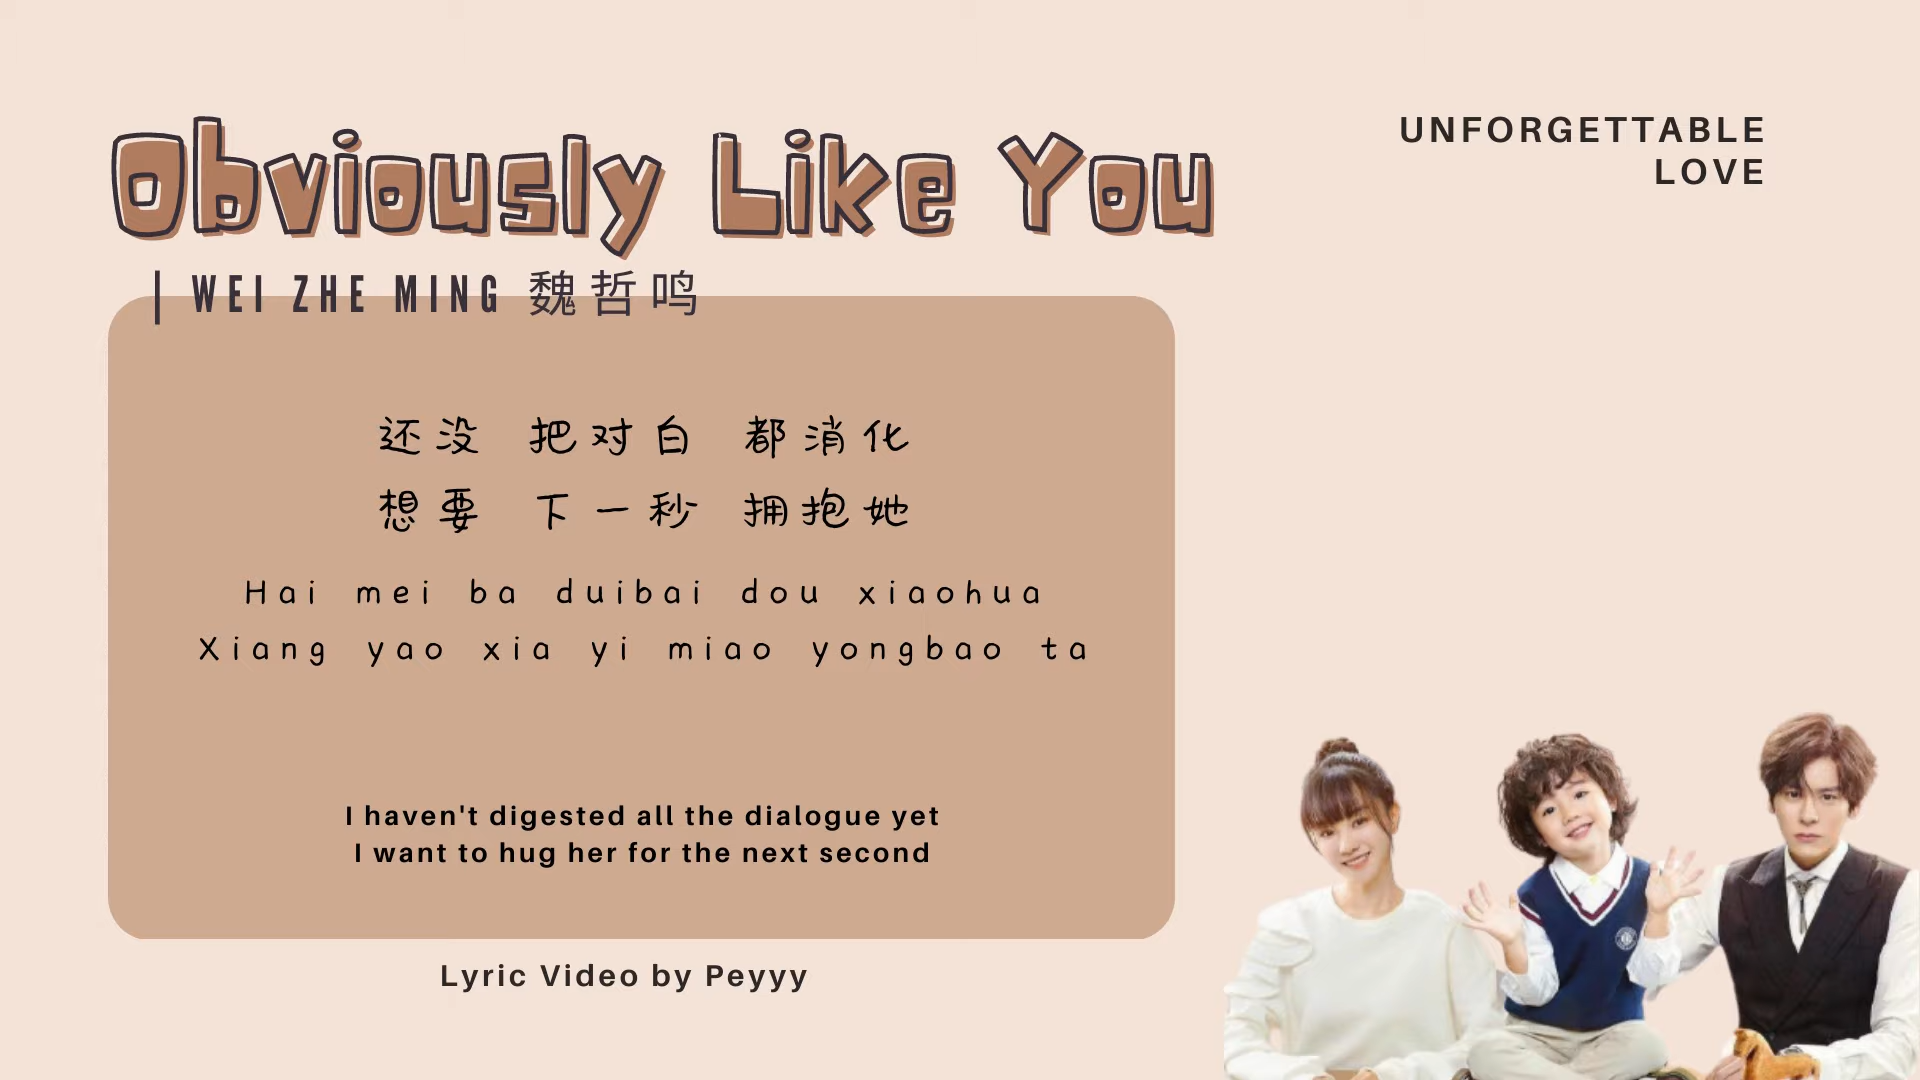 Obviously Like You
| WEI ZHE MING 魏哲鸣
UNFORGETTABLE
LOVE
还没 把对白 都消化
想要 下一秒 拥抱她
Hai mei ba duibai dou xiaohua
Xiang yao xia yi miao yongbao ta
I haven't digested all the dialogue yet
I want to hug her for the next second
Lyric Video by Peyyy